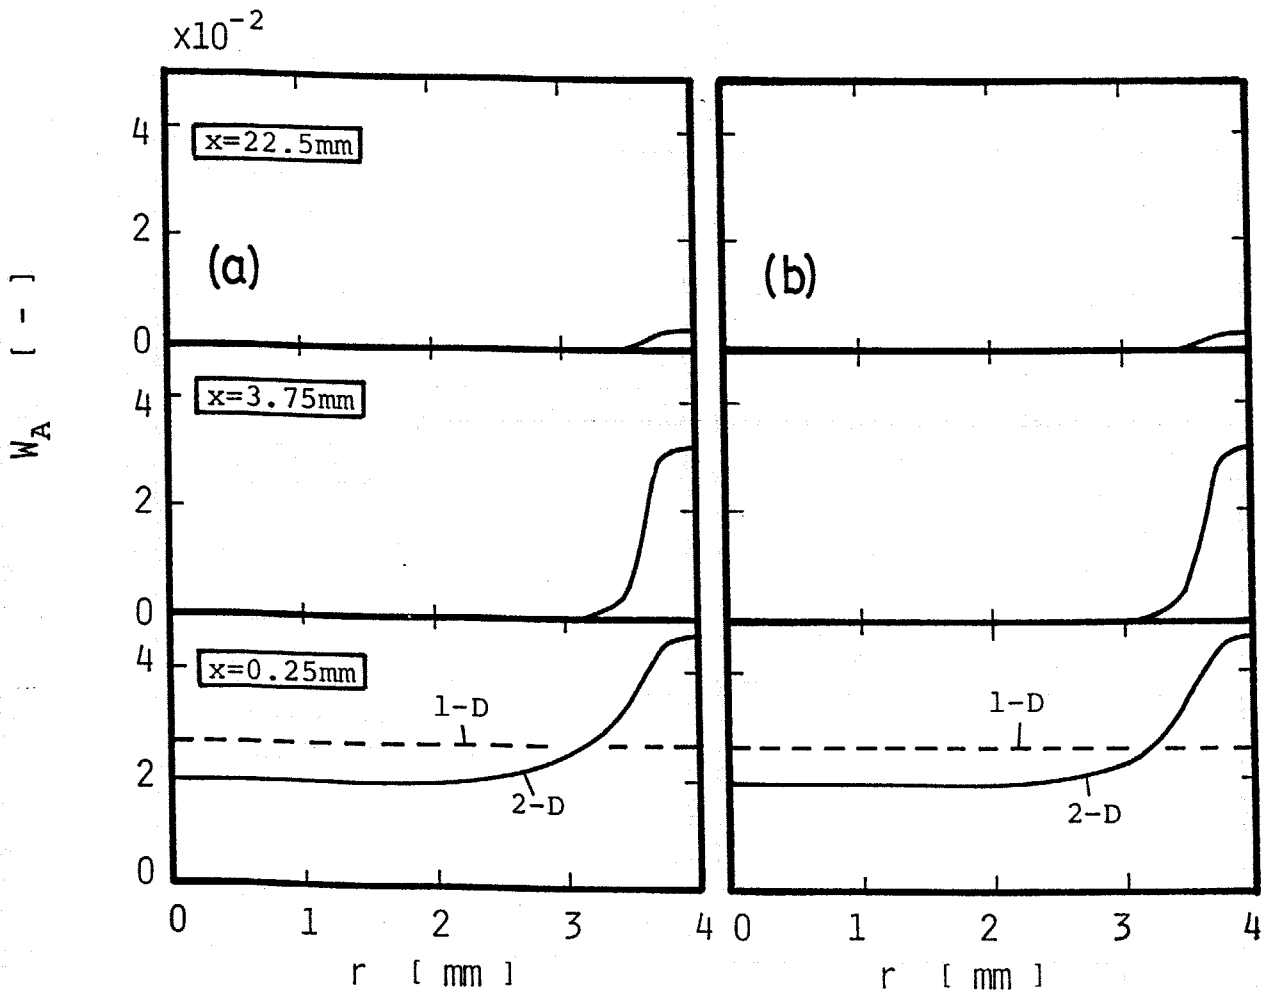 x10⁻²
4
x=22.5mm
2
(a)
(b)
0
W_A [ - ]
4
x=3.75mm
2
0
4
x=0.25mm
1-D
1-D
2
2-D
2-D
0
0 1 2 3 4 0 1 2 3 4
r [ mm ] r [ mm ]